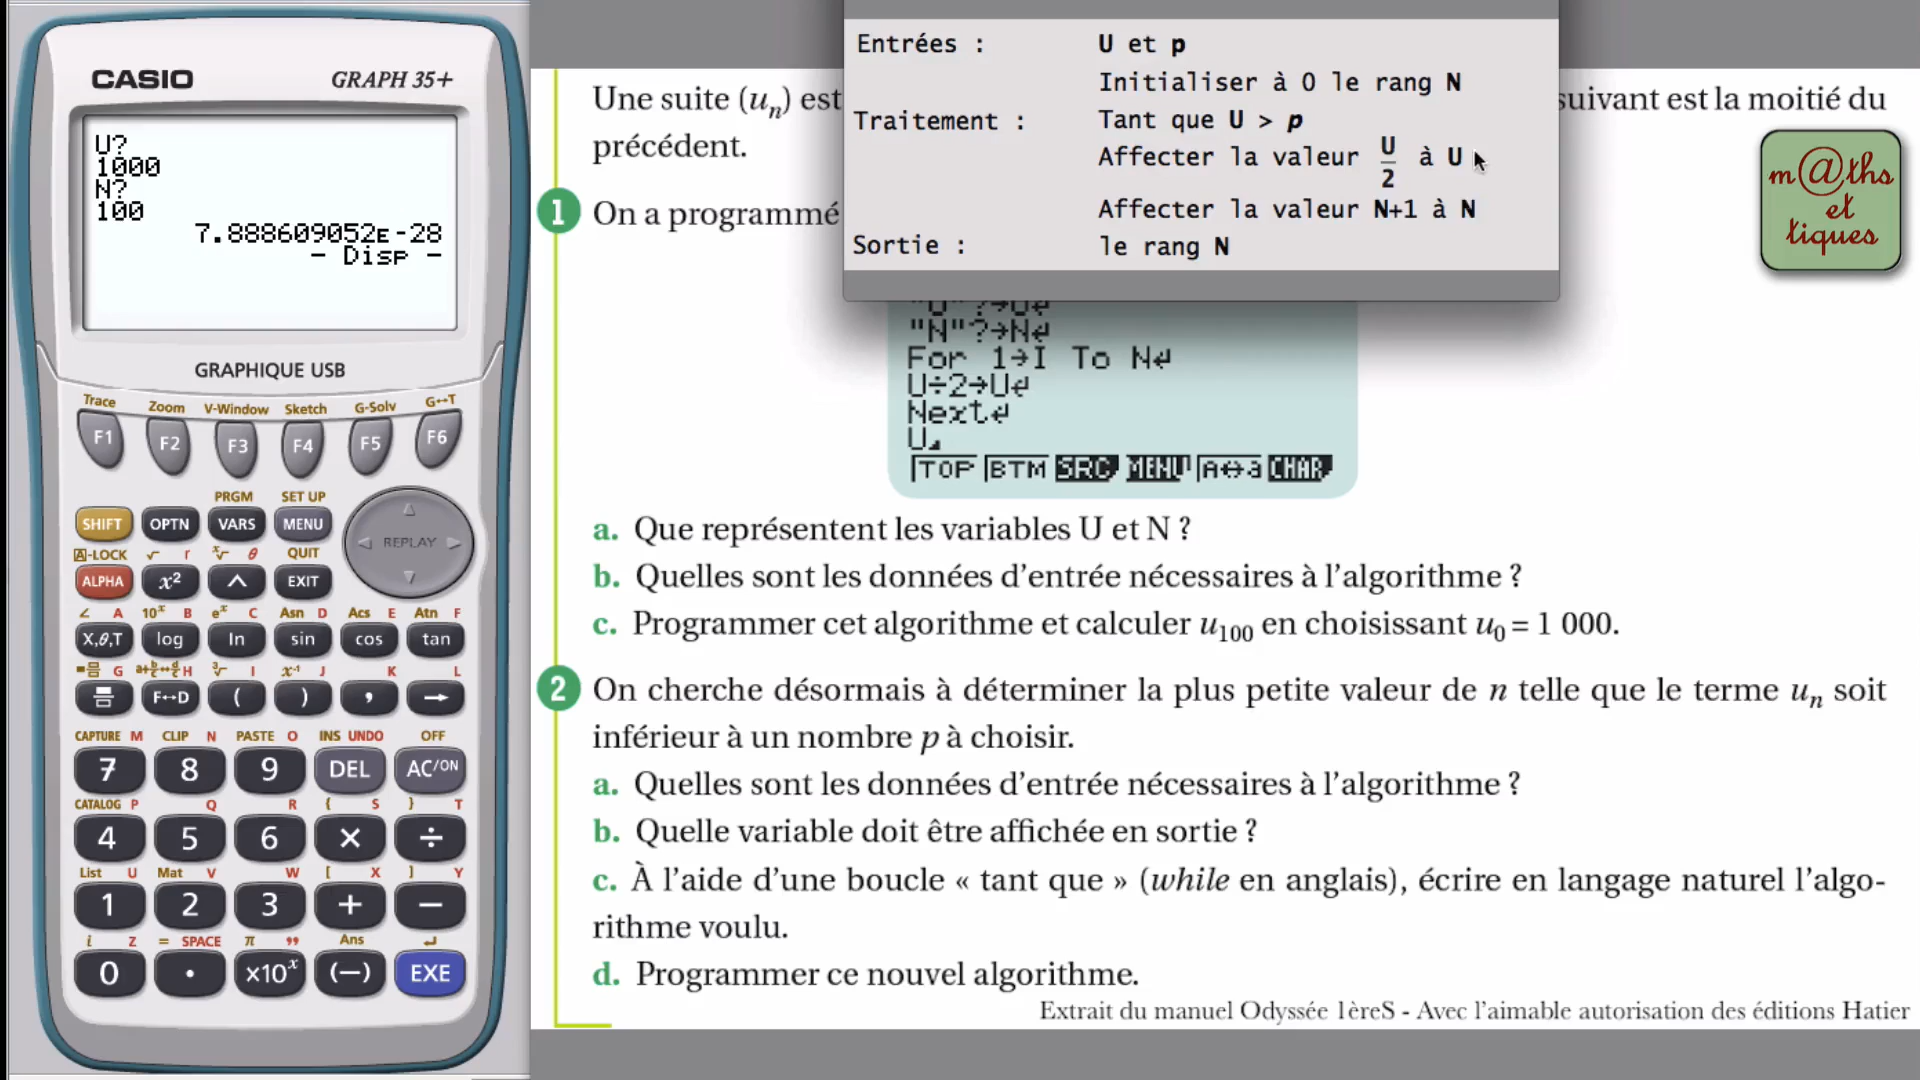 CASIO GRAPH 35+
U?
1000
N?
100
7.888609052E-28
- Disp -
GRAPHIQUE USB
Trace Zoom V-Window Sketch G-Solv G↔T
F1 F2 F3 F4 F5 F6
PRGM SET UP
SHIFT OPTN VARS MENU
REPLAY
A-LOCK √ r ˣ√ θ QUIT
ALPHA x² ^ EXIT
∠ A 10ˣ B eˣ C Asn D Acs E Atn F
X,θ,T log ln sin cos tan
G H ³√ I x⁻¹ J K L
F↔D ( ) , →
CAPTURE M CLIP N PASTE O INS UNDO OFF
7 8 9 DEL AC/ON
CATALOG P Q R { S } T
4 5 6 × ÷
List U Mat V W [ X ] Y
1 2 3 + −
i Z = SPACE π ” Ans ↵
0 • ×10ˣ (−) EXE
Entrées : U et p
Initialiser à 0 le rang N
Traitement : Tant que U > p
Affecter la valeur U/2 à U
Affecter la valeur N+1 à N
Sortie : le rang N
Une suite (uₙ) est suivant est la moitié du
précédent.
m@ths
et
tiques
1 On a programmé
"U"?→U↵
"N"?→N↵
For 1→I To N↵
U÷2→U↵
Next↵
U◢
TOP BTM SRC MENU A↔a CHAR
a. Que représentent les variables U et N ?
b. Quelles sont les données d’entrée nécessaires à l’algorithme ?
c. Programmer cet algorithme et calculer u₁₀₀ en choisissant u₀ = 1 000.
2 On cherche désormais à déterminer la plus petite valeur de n telle que le terme uₙ soit
inférieur à un nombre p à choisir.
a. Quelles sont les données d’entrée nécessaires à l’algorithme ?
b. Quelle variable doit être affichée en sortie ?
c. À l’aide d’une boucle « tant que » (while en anglais), écrire en langage naturel l’algo-
rithme voulu.
d. Programmer ce nouvel algorithme.
Extrait du manuel Odyssée 1èreS - Avec l’aimable autorisation des éditions Hatier